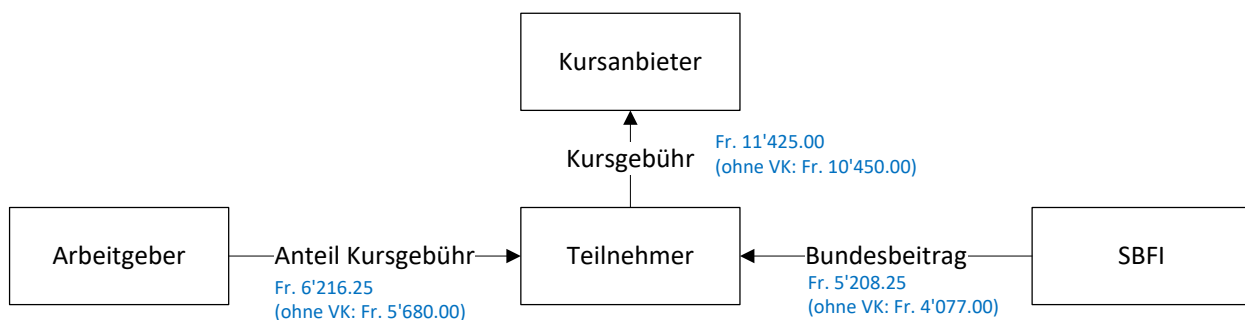 Kursanbieter
Kursgebühr
Fr. 11'425.00
(ohne VK: Fr. 10'450.00)
Arbeitgeber
Anteil Kursgebühr
Fr. 6'216.25
(ohne VK: Fr. 5'680.00)
Teilnehmer
Bundesbeitrag
Fr. 5'208.25
(ohne VK: Fr. 4'077.00)
SBFI